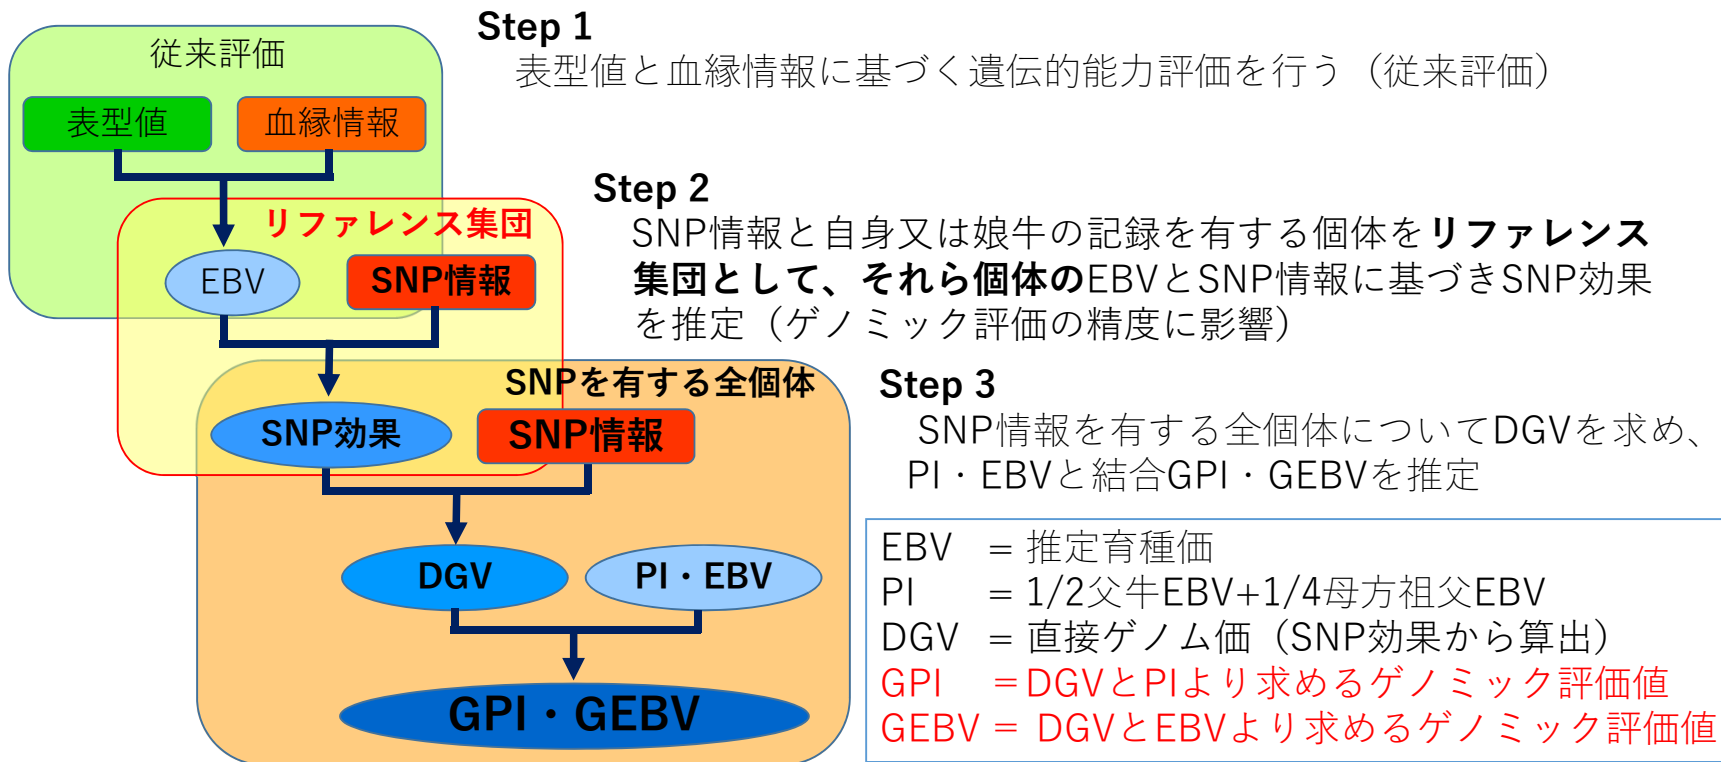 従来評価
表型値
血縁情報
リファレンス集団
EBV
SNP情報
SNPを有する全個体
SNP効果
SNP情報
DGV
PI・EBV
GPI・GEBV
Step 1
表型値と血縁情報に基づく遺伝的能力評価を行う（従来評価）
Step 2
SNP情報と自身又は娘牛の記録を有する個体をリファレンス
集団として、それら個体のEBVとSNP情報に基づきSNP効果
を推定（ゲノミック評価の精度に影響）
Step 3
SNP情報を有する全個体についてDGVを求め、
PI・EBVと結合GPI・GEBVを推定
EBV = 推定育種価
PI = 1/2父牛EBV+1/4母方祖父EBV
DGV = 直接ゲノム価（SNP効果から算出）
GPI =DGVとPIより求めるゲノミック評価値
GEBV = DGVとEBVより求めるゲノミック評価値